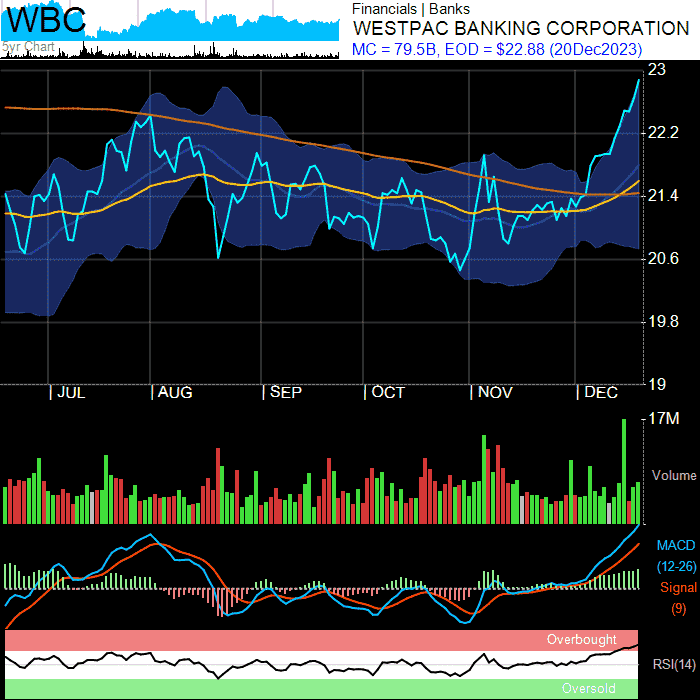 WBC
5yr Chart
Financials | Banks
WESTPAC BANKING CORPORATION
MC = 79.5B, EOD = $22.88 (20Dec2023)
23
22.2
21.4
20.6
19.8
19
| JUL | AUG | SEP | OCT | NOV | DEC
17M
Volume
MACD
(12-26)
Signal
(9)
Overbought
RSI(14)
Oversold